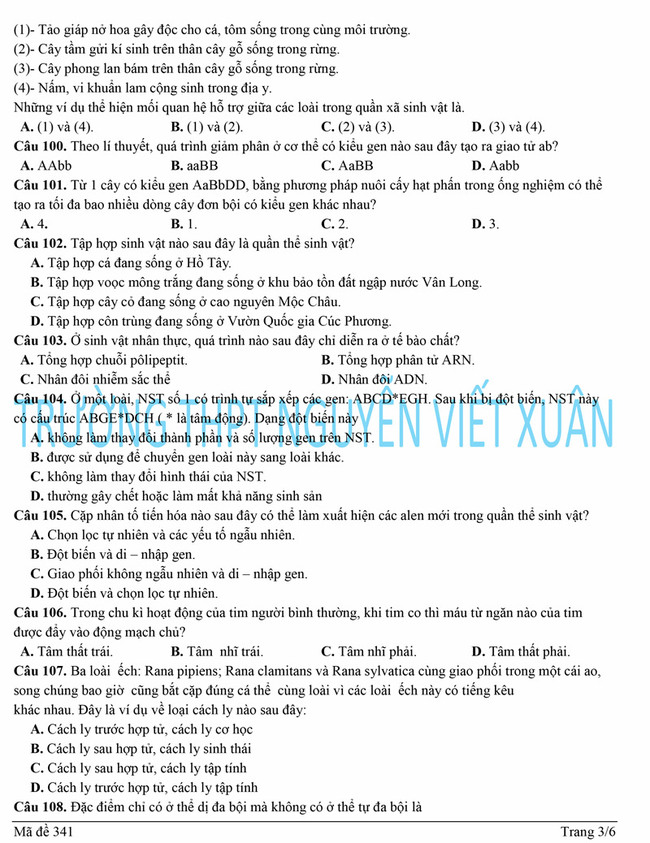 (1)- Tảo giáp nở hoa gây độc cho cá, tôm sống trong cùng môi trường.
(2)- Cây tầm gửi kí sinh trên thân cây gỗ sống trong rừng.
(3)- Cây phong lan bám trên thân cây gỗ sống trong rừng.
(4)- Nấm, vi khuẩn lam cộng sinh trong địa y.
Những ví dụ thể hiện mối quan hệ hỗ trợ giữa các loài trong quần xã sinh vật là.
A. (1) và (4). B. (1) và (2). C. (2) và (3). D. (3) và (4).
Câu 100. Theo lí thuyết, quá trình giảm phân ở cơ thể có kiểu gen nào sau đây tạo ra giao tử ab?
A. AAbb B. aaBB C. AaBB D. Aabb
Câu 101. Từ 1 cây có kiểu gen AaBbDD, bằng phương pháp nuôi cấy hạt phấn trong ống nghiệm có thể
tạo ra tối đa bao nhiều dòng cây đơn bội có kiểu gen khác nhau?
A. 4. B. 1. C. 2. D. 3.
Câu 102. Tập hợp sinh vật nào sau đây là quần thể sinh vật?
A. Tập hợp cá đang sống ở Hồ Tây.
B. Tập hợp voọc mông trắng đang sống ở khu bảo tồn đất ngập nước Vân Long.
C. Tập hợp cây cỏ đang sống ở cao nguyên Mộc Châu.
D. Tập hợp côn trùng đang sống ở Vườn Quốc gia Cúc Phương.
Câu 103. Ở sinh vật nhân thực, quá trình nào sau đây chỉ diễn ra ở tế bào chất?
A. Tổng hợp chuỗi pôlipeptit. B. Tổng hợp phân tử ARN.
C. Nhân đôi nhiễm sắc thể D. Nhân đôi ADN.
Câu 104. Ở một loài, NST số 1 có trình tự sắp xếp các gen: ABCD*EGH. Sau khi bị đột biến, NST này
có cấu trúc ABGE*DCH ( * là tâm động). Dạng đột biến này
TRƯỜNG THPT NGUYỄN VIẾT XUÂN
A. không làm thay đổi thành phần và số lượng gen trên NST.
B. được sử dụng để chuyển gen loài này sang loài khác.
C. không làm thay đổi hình thái của NST.
D. thường gây chết hoặc làm mất khả năng sinh sản
Câu 105. Cặp nhân tố tiến hóa nào sau đây có thể làm xuất hiện các alen mới trong quần thể sinh vật?
A. Chọn lọc tự nhiên và các yếu tố ngẫu nhiên.
B. Đột biến và di – nhập gen.
C. Giao phối không ngẫu nhiên và di – nhập gen.
D. Đột biến và chọn lọc tự nhiên.
Câu 106. Trong chu kì hoạt động của tim người bình thường, khi tim co thì máu từ ngăn nào của tim
được đẩy vào động mạch chủ?
A. Tâm thất trái. B. Tâm nhĩ trái. C. Tâm nhĩ phải. D. Tâm thất phải.
Câu 107. Ba loài ếch: Rana pipiens; Rana clamitans và Rana sylvatica cùng giao phối trong một cái ao,
song chúng bao giờ cũng bắt cặp đúng cá thể cùng loài vì các loài ếch này có tiếng kêu
khác nhau. Đây là ví dụ về loại cách ly nào sau đây:
A. Cách ly trước hợp tử, cách ly cơ học
B. Cách ly sau hợp tử, cách ly sinh thái
C. Cách ly sau hợp tử, cách ly tập tính
D. Cách ly trước hợp tử, cách ly tập tính
Câu 108. Đặc điểm chỉ có ở thể dị đa bội mà không có ở thể tự đa bội là
Mã đề 341 Trang 3/6